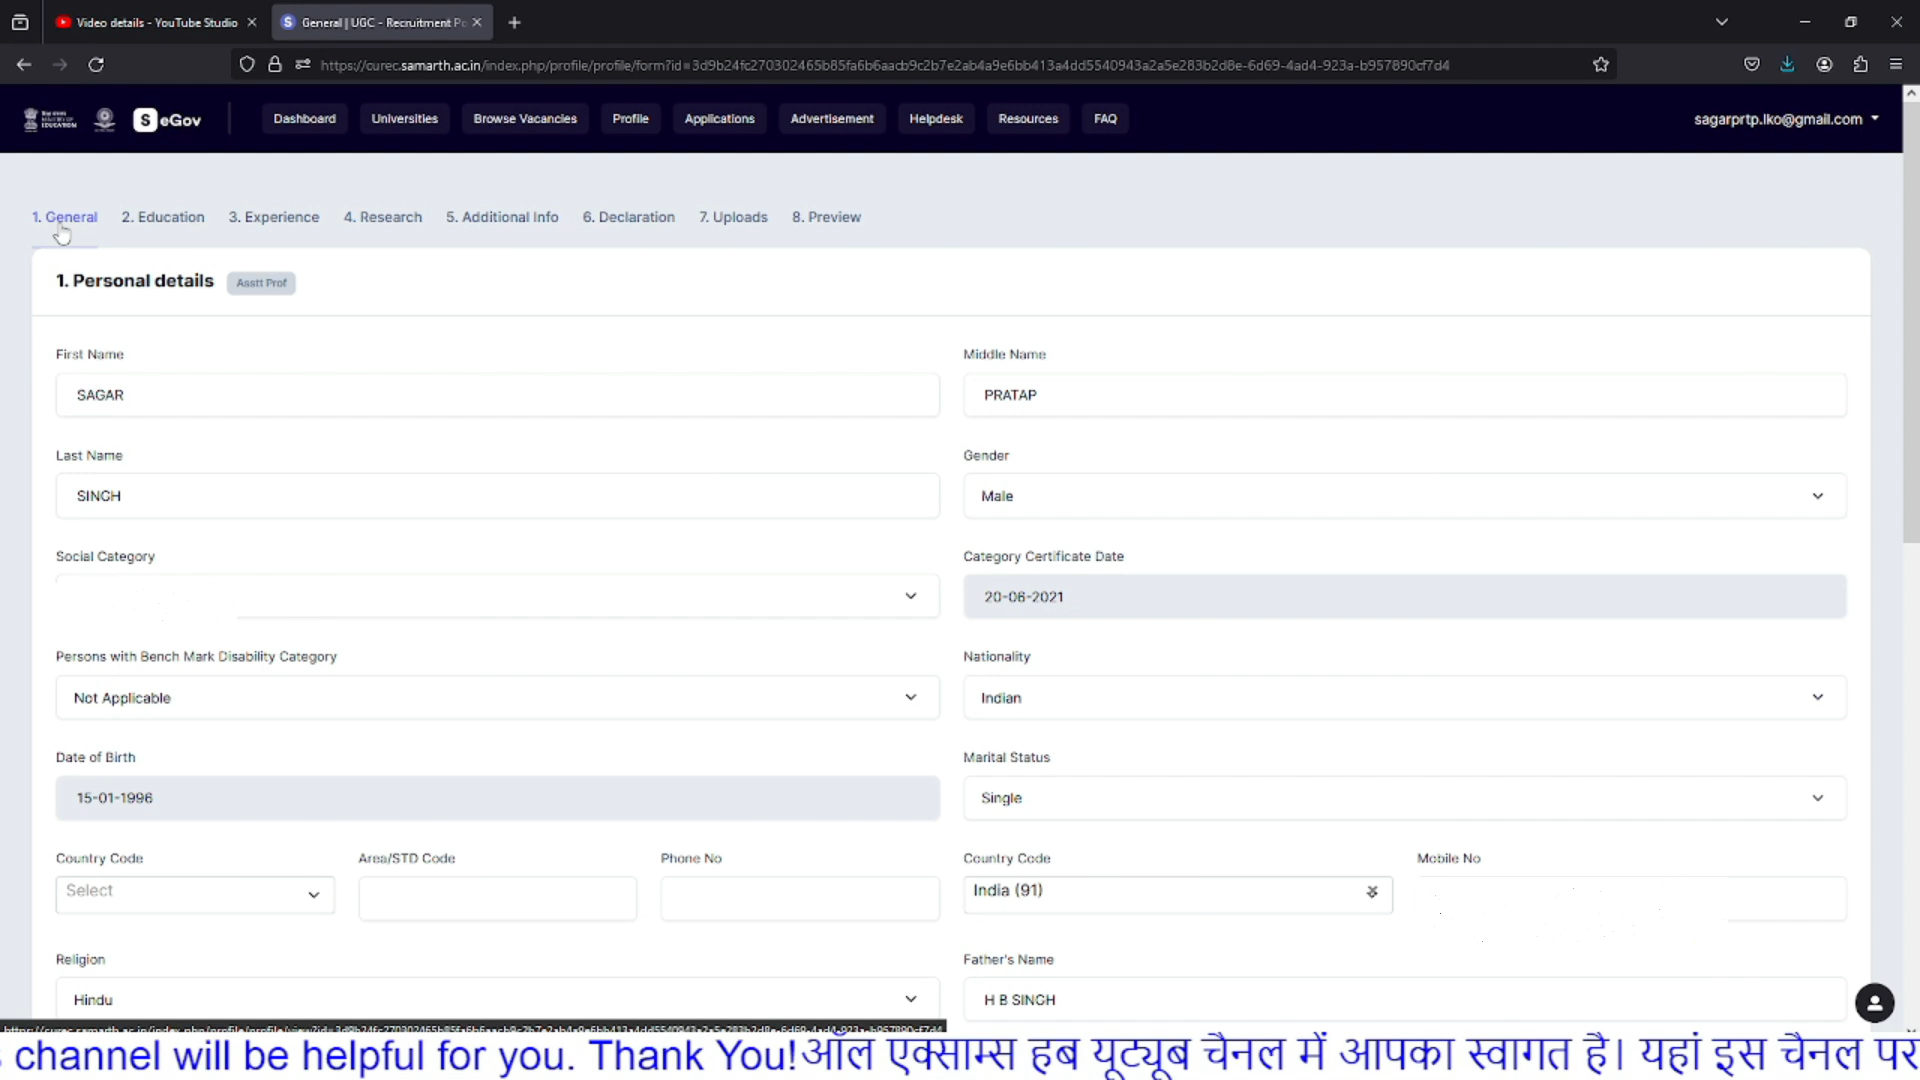 Video details - YouTube Studio
General | UGC - Recruitment Po
https://curec.samarth.ac.in/index.php/profile/profile/form?id=3d9b24fc270302465b85fa6b6aacb9c2b7e2ab4a9e6bb413a4dd5540943a2a5e283b2d8e-6d69-4ad4-923a-b957890cf7d4
EDUCATION S eGov Dashboard Universities Browse Vacancies Profile Applications Advertisement Helpdesk Resources FAQ sagarprtp.lko@gmail.com
1. General 2. Education 3. Experience 4. Research 5. Additional Info 6. Declaration 7. Uploads 8. Preview
1. Personal details Asstt Prof
First Name Middle Name
SAGAR PRATAP
Last Name Gender
SINGH Male
Social Category Category Certificate Date
20-06-2021
Persons with Bench Mark Disability Category Nationality
Not Applicable Indian
Date of Birth Marital Status
15-01-1996 Single
Country Code Area/STD Code Phone No Country Code Mobile No
Select India (91)
Religion Father's Name
Hindu H B SINGH
channel will be helpful for you. Thank You!ऑल एक्साम्स हब यूट्यूब चैनल में आपका स्वागत है। यहां इस चैनल पर